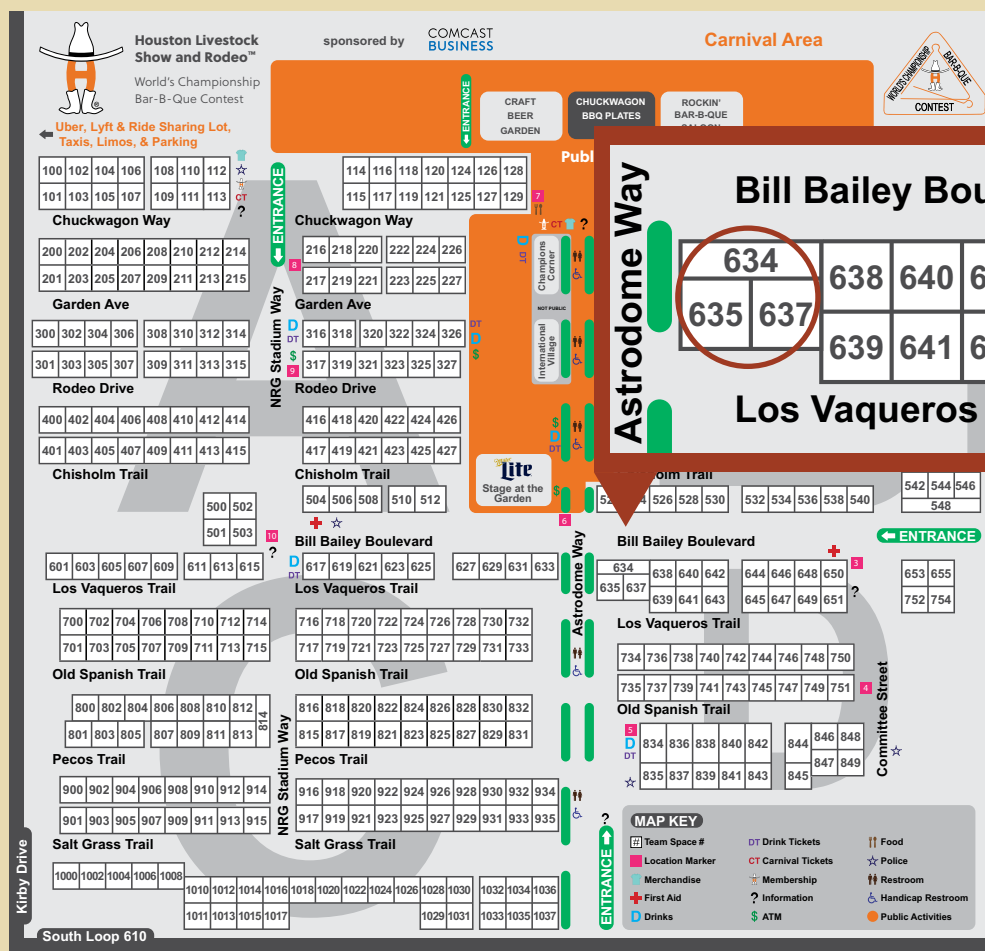 Houston Livestock
Show and Rodeo™
World's Championship
Bar-B-Que Contest
sponsored by
COMCAST
BUSINESS
Carnival Area
WORLD'S CHAMPIONSHIP
BAR-B-QUE
CONTEST
Uber, Lyft & Ride Sharing Lot,
Taxis, Limos, & Parking
ENTRANCE
CRAFT
BEER
GARDEN
CHUCKWAGON
BBQ PLATES
ROCKIN'
BAR-B-QUE
SALOON
100 102 104 106 108 110 112
101 103 105 107 109 111 113
CT
?
ENTRANCE
114 116 118 120 124 126 128
115 117 119 121 125 127 129
7
Chuckwagon Way
Chuckwagon Way
CT ?
200 202 204 206 208 210 212 214
201 203 205 207 209 211 213 215
8
216 218 220 222 224 226
217 219 221 223 225 227
D
DT
Champions
Corner
NOT PUBLIC
Garden Ave
NRG Stadium Way
Garden Ave
300 302 304 306 308 310 312 314
301 303 305 307 309 311 313 315
D
DT
$
9
316 318 320 322 324 326
317 319 321 323 325 327
DT
D
$
International
Village
Rodeo Drive
Rodeo Drive
400 402 404 406 408 410 412 414
401 403 405 407 409 411 413 415
416 418 420 422 424 426
417 419 421 423 425 427
$
D
DT
Chisholm Trail
Chisholm Trail
Miller
Lite
Stage at the
Garden
$
6
500 502
501 503
10
?
504 506 508 510 512
526 528 530 532 534 536 538 540
542 544 546
548
Bill Bailey Boulevard
Astrodome Way
Bill Bailey Boulevard
ENTRANCE
601 603 605 607 609 611 613 615
D
DT
617 619 621 623 625 627 629 631 633
634
635 637
638 640 642 644 646 648 650
639 641 643 645 647 649 651
3
?
653 655
752 754
Los Vaqueros Trail
Los Vaqueros Trail
Los Vaqueros Trail
700 702 704 706 708 710 712 714
701 703 705 707 709 711 713 715
716 718 720 722 724 726 728 730 732
717 719 721 723 725 727 729 731 733
734 736 738 740 742 744 746 748 750
735 737 739 741 743 745 747 749 751
4
Old Spanish Trail
Old Spanish Trail
Old Spanish Trail
Committee Street
800 802 804 806 808 810 812
814
801 803 805 807 809 811 813
816 818 820 822 824 826 828 830 832
815 817 819 821 823 825 827 829 831
5
D
DT
834 836 838 840 842
835 837 839 841 843
844
845
846 848
847 849
Pecos Trail
NRG Stadium Way
Pecos Trail
900 902 904 906 908 910 912 914
901 903 905 907 909 911 913 915
916 918 920 922 924 926 928 930 932 934
917 919 921 923 925 927 929 931 933 935
Salt Grass Trail
Salt Grass Trail
?
ENTRANCE
1000 1002 1004 1006 1008
1010 1012 1014 1016 1018 1020 1022 1024 1026 1028 1030 1032 1034 1036
1011 1013 1015 1017
1029 1031 1033 1035 1037
Kirby Drive
South Loop 610
A
C
D
Astrodome Way
Bill Bailey Bou
634
635 637
638 640
639 641
Los Vaqueros
MAP KEY
# Team Space #
Location Marker
Merchandise
First Aid
D Drinks
DT Drink Tickets
CT Carnival Tickets
Membership
? Information
$ ATM
Food
Police
Restroom
Handicap Restroom
Public Activities